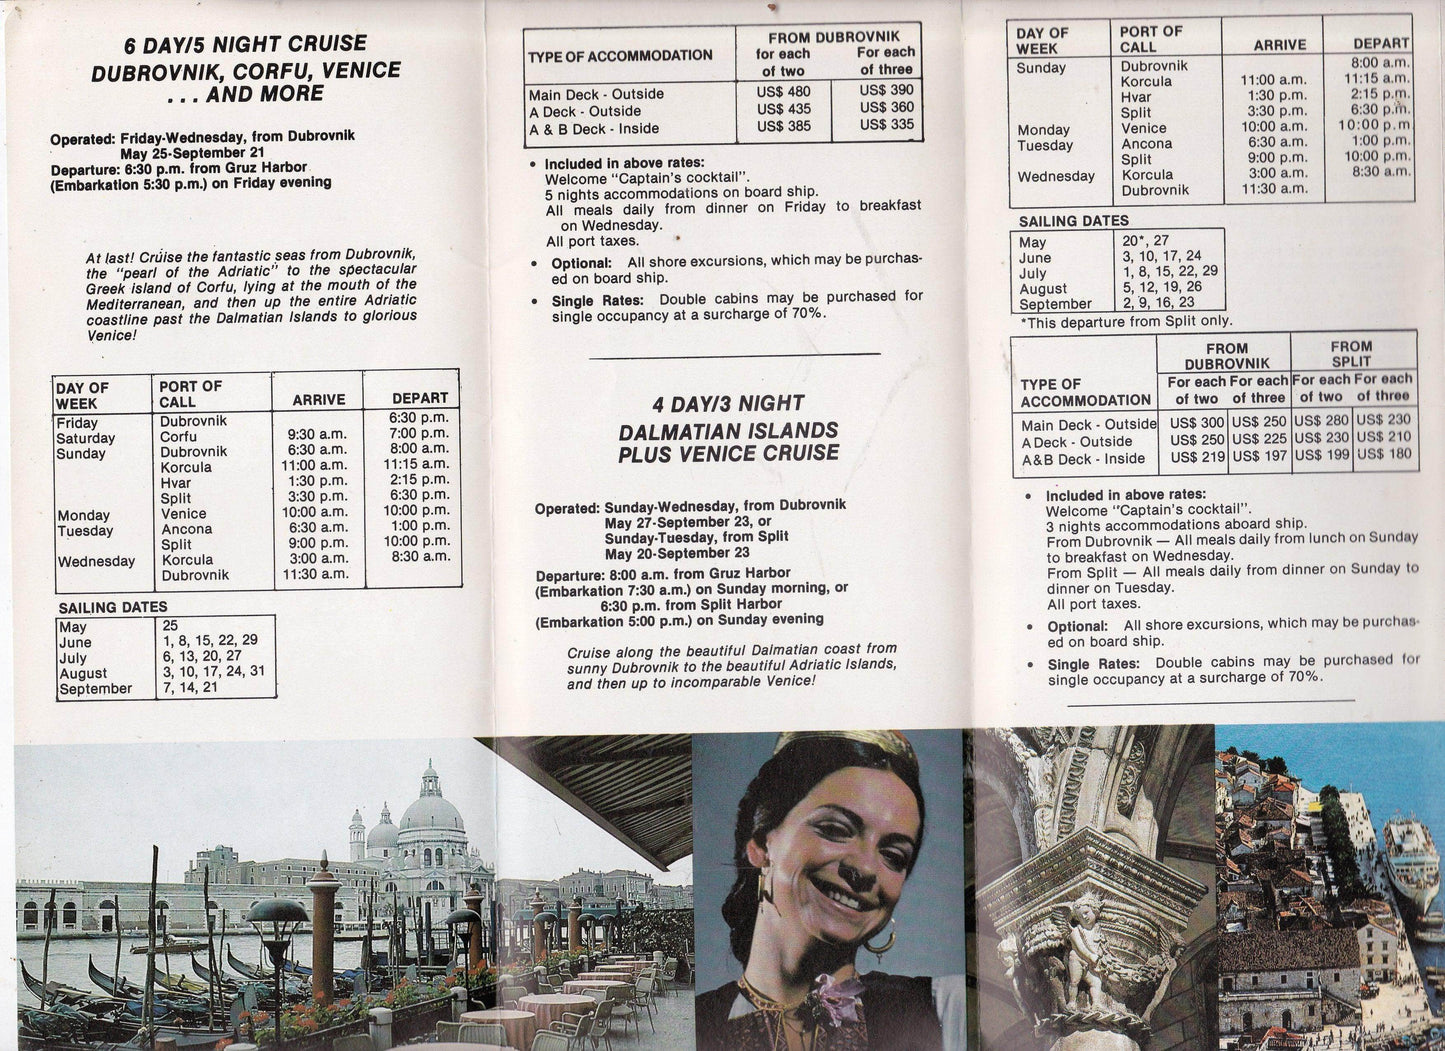 6 DAY/5 NIGHT CRUISE
DUBROVNIK, CORFU, VENICE
. . . AND MORE
Operated: Friday-Wednesday, from Dubrovnik
May 25-September 21
Departure: 6:30 p.m. from Gruz Harbor
(Embarkation 5:30 p.m.) on Friday evening
At last! Cruise the fantastic seas from Dubrovnik,
the "pearl of the Adriatic" to the spectacular
Greek island of Corfu, lying at the mouth of the
Mediterranean, and then up the entire Adriatic
coastline past the Dalmatian Islands to glorious
Venice!
DAY OF WEEK PORT OF CALL ARRIVE DEPART
Friday Dubrovnik 6:30 p.m.
Saturday Corfu 9:30 a.m. 7:00 p.m.
Sunday Dubrovnik 6:30 a.m. 8:00 a.m.
Korcula 11:00 a.m. 11:15 a.m.
Hvar 1:30 p.m. 2:15 p.m.
Split 3:30 p.m. 6:30 p.m.
Monday Venice 10:00 a.m. 10:00 p.m.
Tuesday Ancona 6:30 a.m. 1:00 p.m.
Split 9:00 p.m. 10:00 p.m.
Wednesday Korcula 3:00 a.m. 8:30 a.m.
Dubrovnik 11:30 a.m.
SAILING DATES
May 25
June 1, 8, 15, 22, 29
July 6, 13, 20, 27
August 3, 10, 17, 24, 31
September 7, 14, 21
TYPE OF ACCOMMODATION FROM DUBROVNIK
for each of two For each of three
Main Deck - Outside US$ 480 US$ 390
A Deck - Outside US$ 435 US$ 360
A & B Deck - Inside US$ 385 US$ 335
• Included in above rates:
Welcome "Captain's cocktail".
5 nights accommodations on board ship.
All meals daily from dinner on Friday to breakfast
on Wednesday.
All port taxes.
• Optional: All shore excursions, which may be purchas-
ed on board ship.
• Single Rates: Double cabins may be purchased for
single occupancy at a surcharge of 70%.
4 DAY/3 NIGHT
DALMATIAN ISLANDS
PLUS VENICE CRUISE
Operated: Sunday-Wednesday, from Dubrovnik
May 27-September 23, or
Sunday-Tuesday, from Split
May 20-September 23
Departure: 8:00 a.m. from Gruz Harbor
(Embarkation 7:30 a.m.) on Sunday morning, or
6:30 p.m. from Split Harbor
(Embarkation 5:00 p.m.) on Sunday evening
Cruise along the beautiful Dalmatian coast from
sunny Dubrovnik to the beautiful Adriatic Islands,
and then up to incomparable Venice!
DAY OF WEEK PORT OF CALL ARRIVE DEPART
Sunday Dubrovnik 8:00 a.m.
Korcula 11:00 a.m. 11:15 a.m.
Hvar 1:30 p.m. 2:15 p.m.
Split 3:30 p.m. 6:30 p.m.
Monday Venice 10:00 a.m. 10:00 p.m
Tuesday Ancona 6:30 a.m. 1:00 p.m.
Split 9:00 p.m. 10:00 p.m.
Wednesday Korcula 3:00 a.m. 8:30 a.m.
Dubrovnik 11:30 a.m.
SAILING DATES
May 20*, 27
June 3, 10, 17, 24
July 1, 8, 15, 22, 29
August 5, 12, 19, 26
September 2, 9, 16, 23
*This departure from Split only.
TYPE OF ACCOMMODATION FROM DUBROVNIK FROM SPLIT
For each of two For each of three For each of two For each of three
Main Deck - Outside US$ 300 US$ 250 US$ 280 US$ 230
A Deck - Outside US$ 250 US$ 225 US$ 230 US$ 210
A&B Deck - Inside US$ 219 US$ 197 US$ 199 US$ 180
• Included in above rates:
Welcome "Captain's cocktail".
3 nights accommodations aboard ship.
From Dubrovnik — All meals daily from lunch on Sunday
to breakfast on Wednesday.
From Split — All meals daily from dinner on Sunday to
dinner on Tuesday.
All port taxes.
• Optional: All shore excursions, which may be purchas-
ed on board ship.
• Single Rates: Double cabins may be purchased for
single occupancy at a surcharge of 70%.